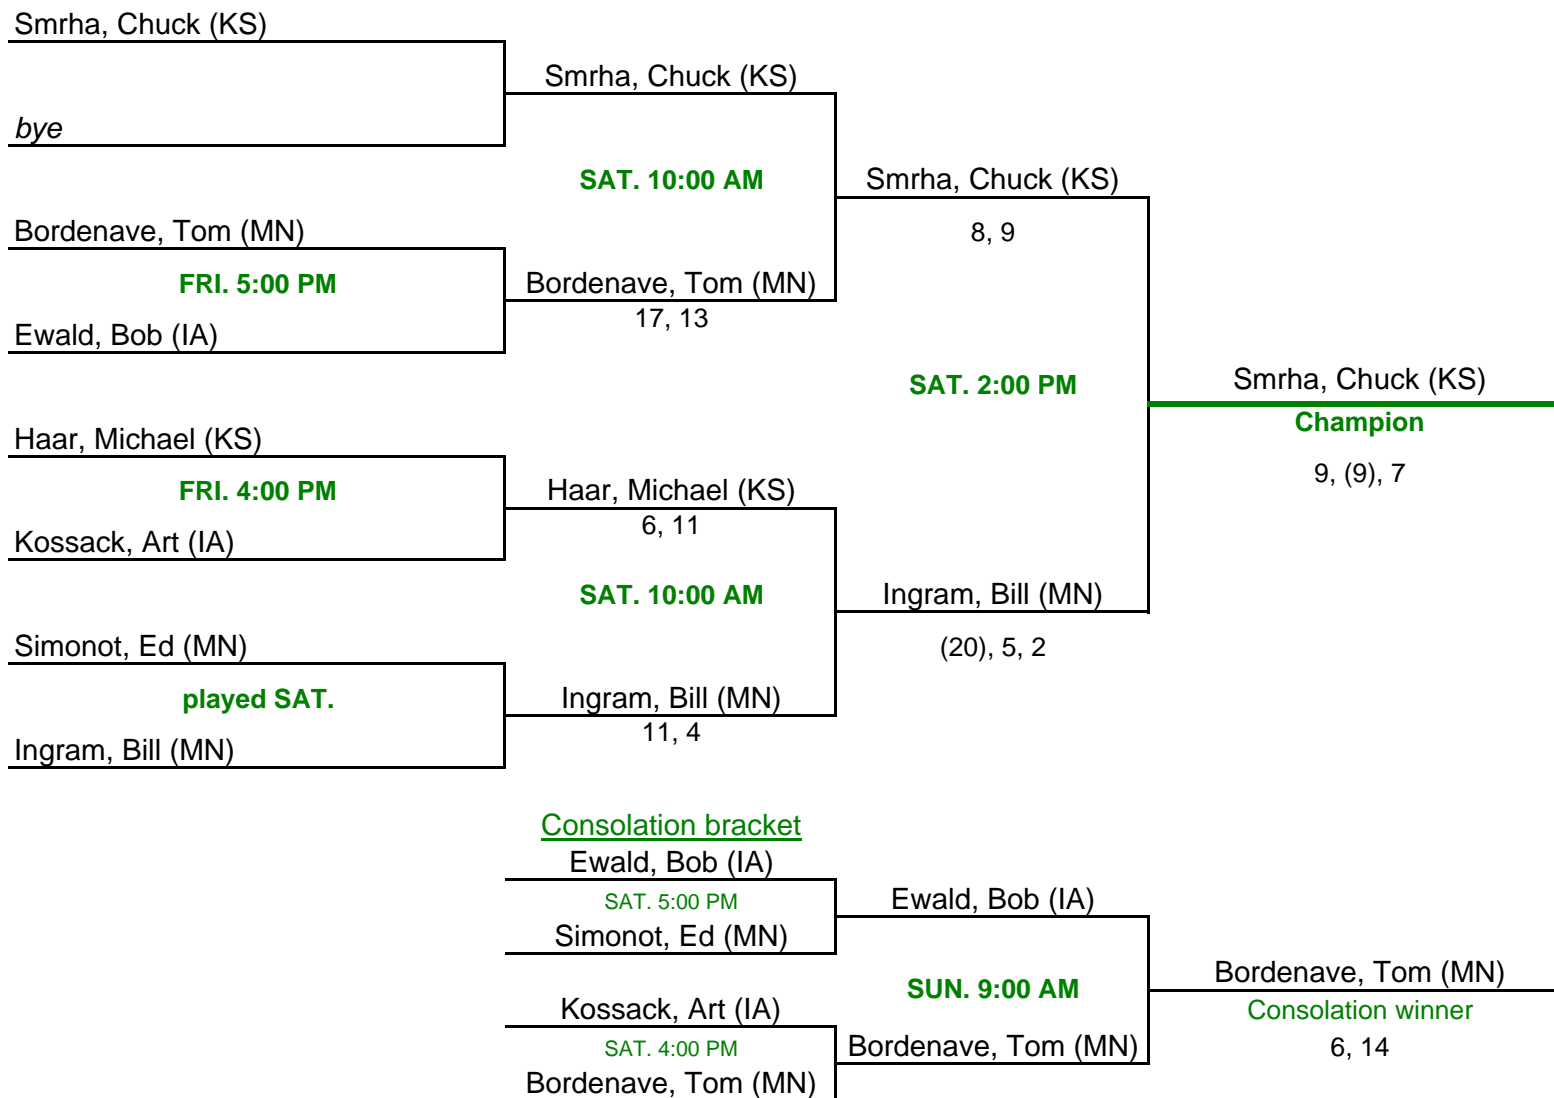 Smrha, Chuck (KS)
Smrha, Chuck (KS)
bye
SAT. 10:00 AM
Smrha, Chuck (KS)
Bordenave, Tom (MN)
8, 9
FRI. 5:00 PM
Bordenave, Tom (MN)
17, 13
Ewald, Bob (IA)
SAT. 2:00 PM
Smrha, Chuck (KS)
Champion
9, (9), 7
Haar, Michael (KS)
FRI. 4:00 PM
Haar, Michael (KS)
6, 11
Kossack, Art (IA)
SAT. 10:00 AM
Ingram, Bill (MN)
(20), 5, 2
Simonot, Ed (MN)
played SAT.
Ingram, Bill (MN)
11, 4
Ingram, Bill (MN)
Consolation bracket
Ewald, Bob (IA)
SAT. 5:00 PM
Ewald, Bob (IA)
Simonot, Ed (MN)
SUN. 9:00 AM
Bordenave, Tom (MN)
Consolation winner
6, 14
Kossack, Art (IA)
SAT. 4:00 PM
Bordenave, Tom (MN)
Bordenave, Tom (MN)